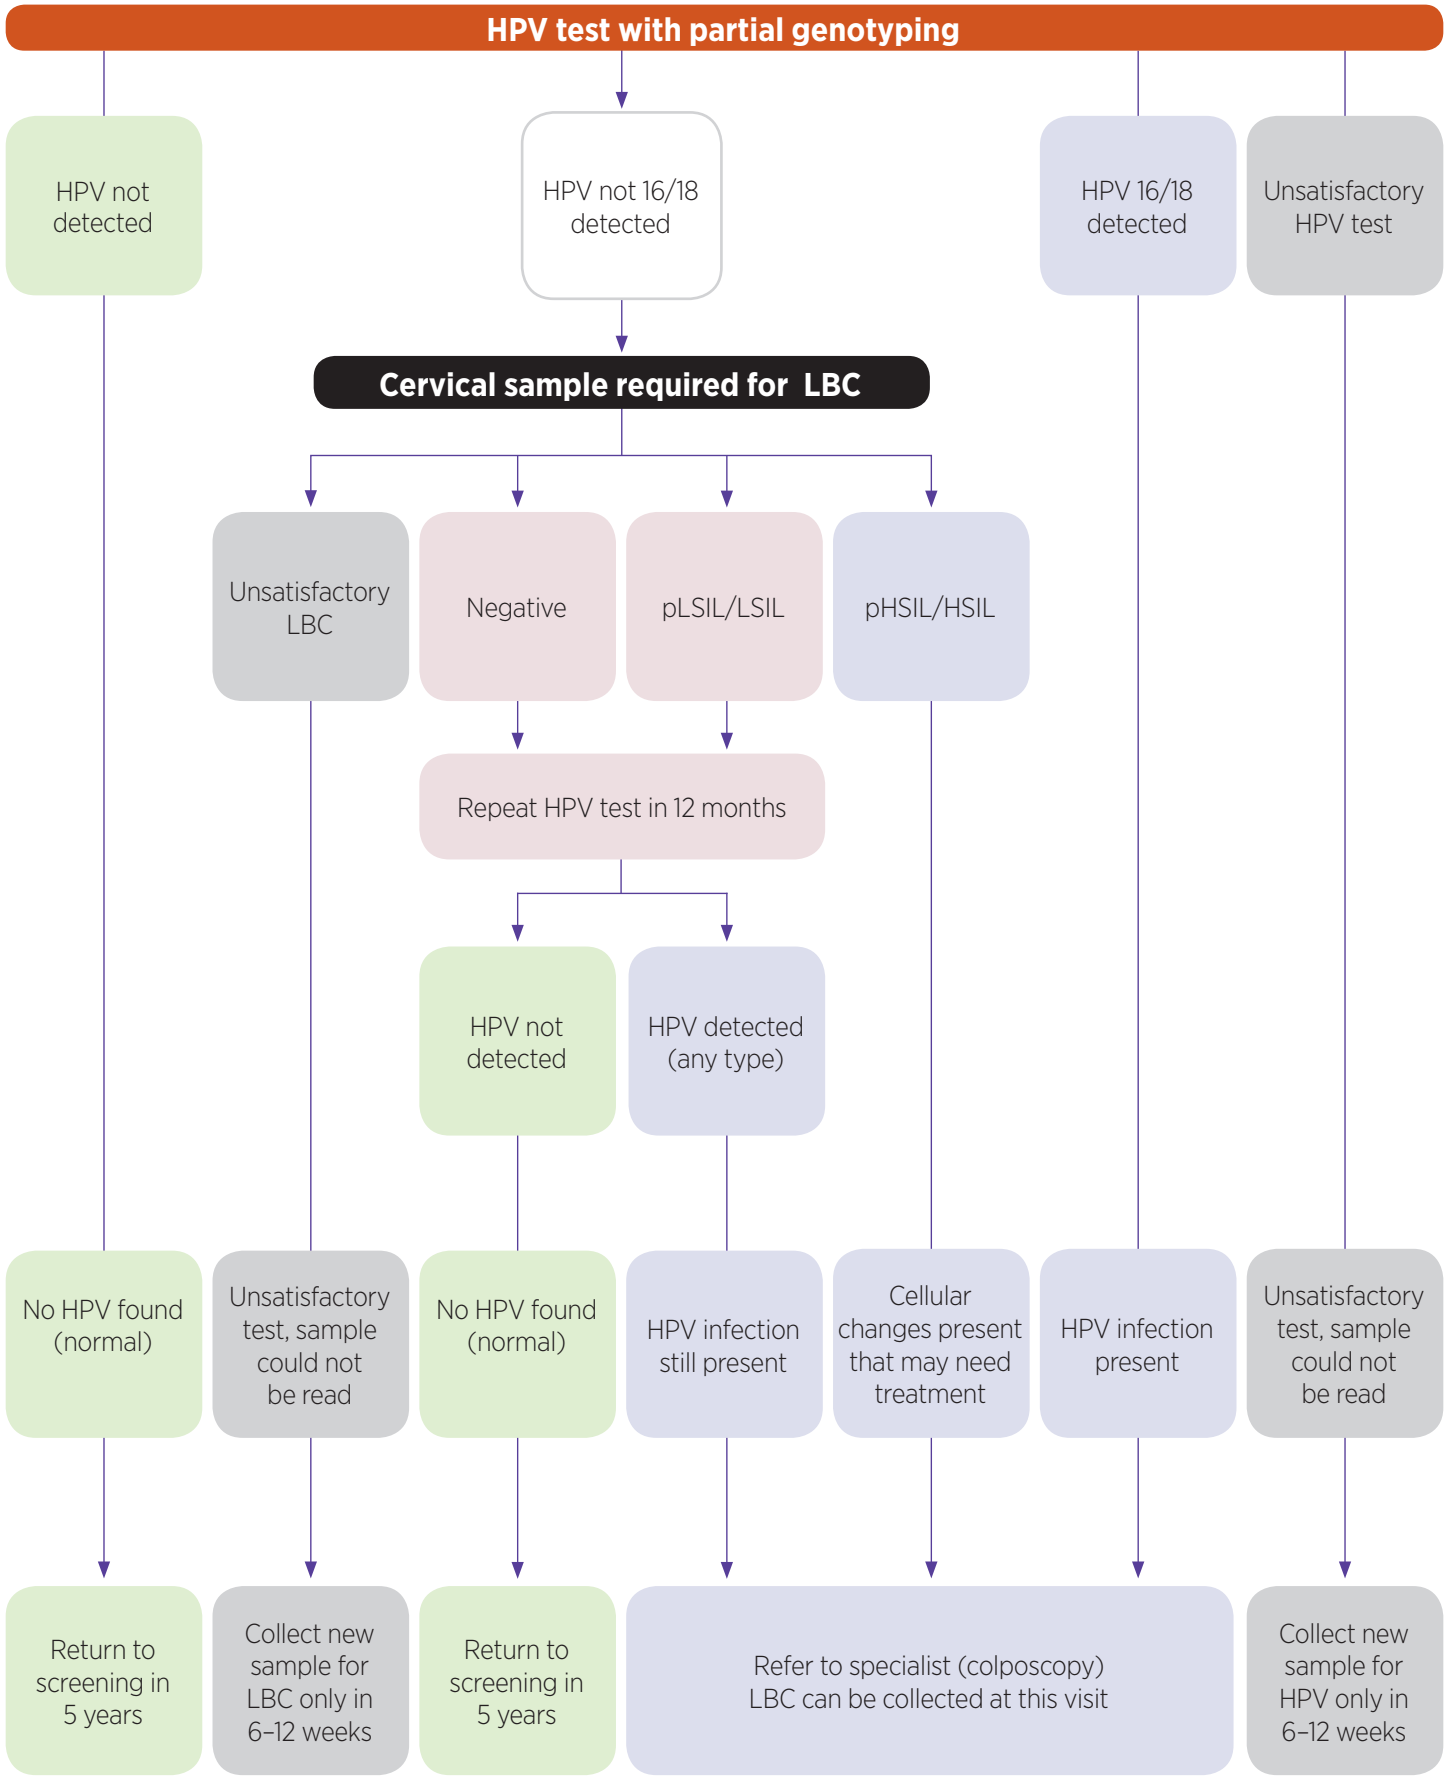 HPV test with partial genotyping
HPV not
detected
HPV not 16/18
detected
HPV 16/18
detected
Unsatisfactory
HPV test
Cervical sample required for LBC
Unsatisfactory
LBC
Negative
pLSIL/LSIL
pHSIL/HSIL
Repeat HPV test in 12 months
HPV not
detected
HPV detected
(any type)
No HPV found
(normal)
Unsatisfactory
test, sample
could not
be read
No HPV found
(normal)
HPV infection
still present
Cellular
changes present
that may need
treatment
HPV infection
present
Unsatisfactory
test, sample
could not
be read
Return to
screening in
5 years
Collect new
sample for
LBC only in
6–12 weeks
Return to
screening in
5 years
Refer to specialist (colposcopy)
LBC can be collected at this visit
Collect new
sample for
HPV only in
6–12 weeks